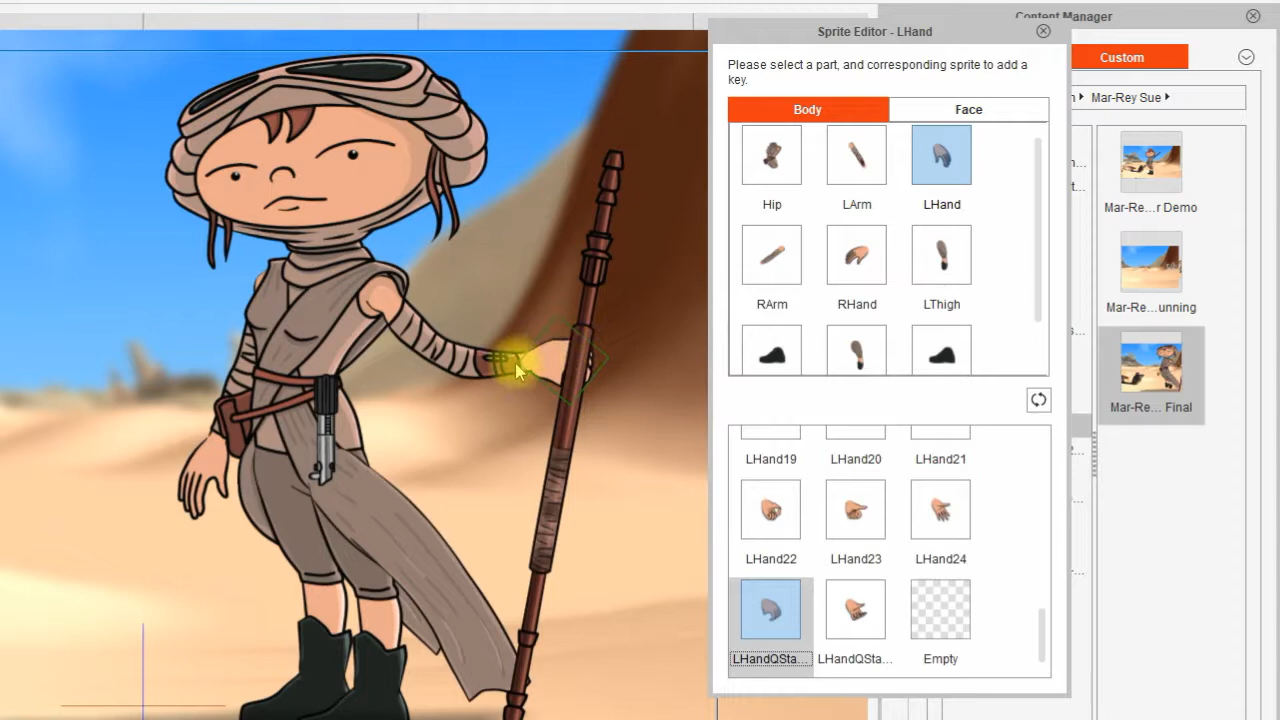 Content Manager
Sprite Editor - LHand
Please select a part, and corresponding sprite to add a
key.
Custom
Body
Face
Mar-Rey Sue
Hip
LArm
LHand
Mar-Re...r Demo
RArm
RHand
LThigh
Mar-Re...unning
Mar-Re... Final
LHand19
LHand20
LHand21
LHand22
LHand23
LHand24
LHandQSta...
LHandQSta...
Empty